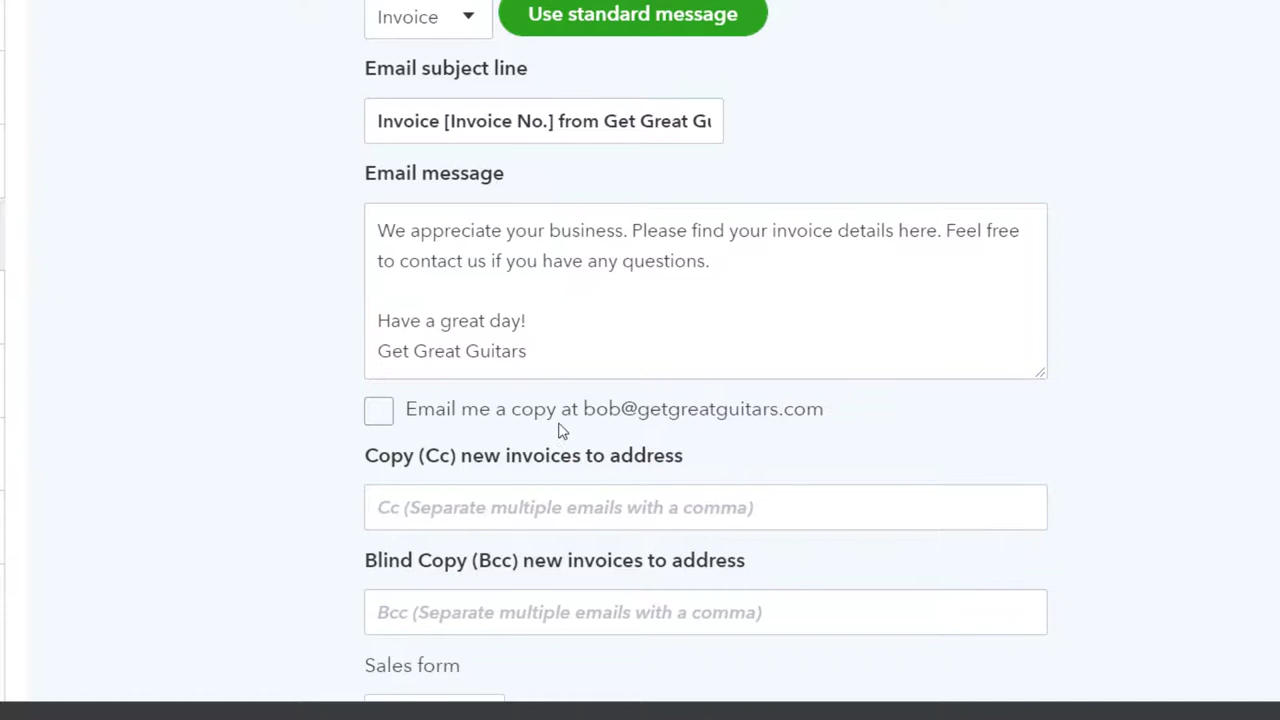 Invoice
Use standard message
Email subject line
Invoice [Invoice No.] from Get Great
Email message
We appreciate your business. Please find your invoice details here. Feel free
to contact us if you have any questions.
Have a great day!
Get Great Guitars
Email me a copy at bob@getgreatguitars.com
Copy (Cc) new invoices to address
Cc (Separate multiple emails with a comma)
Blind Copy (Bcc) new invoices to address
Bcc (Separate multiple emails with a comma)
Sales form